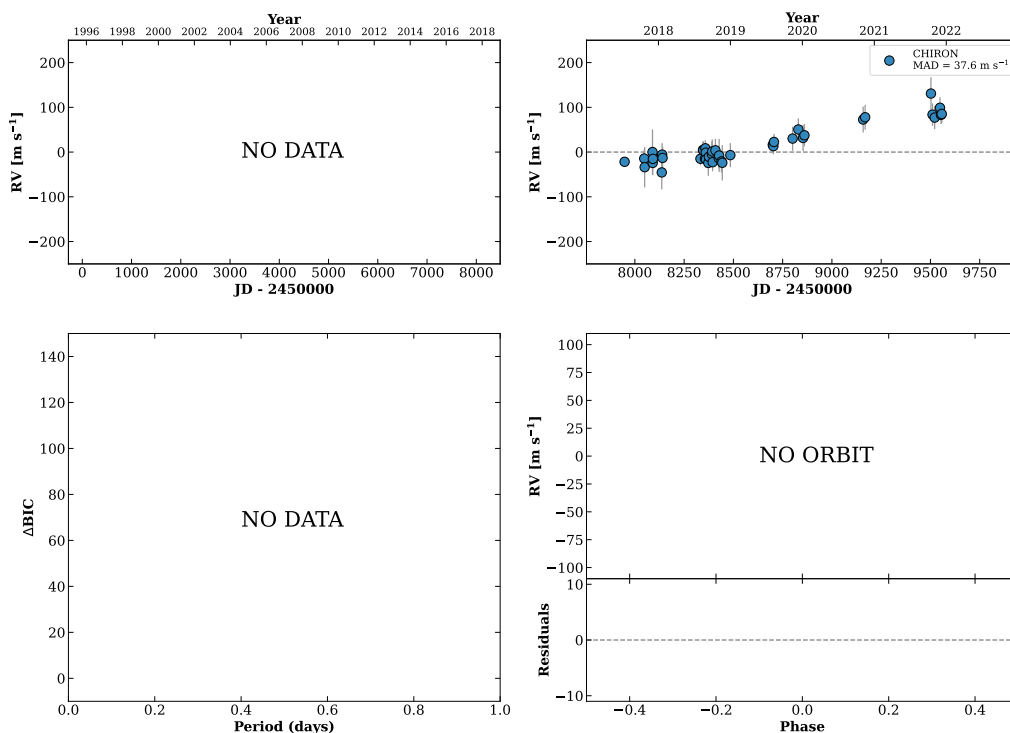 Year
1996 1998 2000 2002 2004 2006 2008 2010 2012 2014 2016 2018
200
100
0
−100
−200
RV [m s⁻¹]
NO DATA
0 1000 2000 3000 4000 5000 6000 7000 8000
JD - 2450000
Year
2018 2019 2020 2021 2022
CHIRON
MAD = 37.6 m s⁻¹
200
100
0
−100
−200
RV [m s⁻¹]
8000 8250 8500 8750 9000 9250 9500 9750
JD - 2450000
140
120
100
80
60
40
20
0
ΔBIC
NO DATA
0.0 0.2 0.4 0.6 0.8 1.0
Period (days)
100
75
50
25
0
−25
−50
−75
−100
RV [m s⁻¹]
NO ORBIT
10
0
−10
Residuals
−0.4 −0.2 0.0 0.2 0.4
Phase